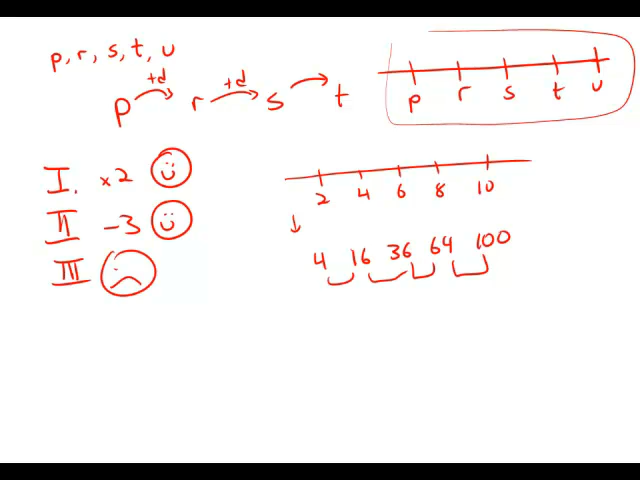 p, r, s, t, u
+d +d
p r s t
p r s t u
I. x2
II -3
III
2 4 6 8 10
4 16 36 64 100